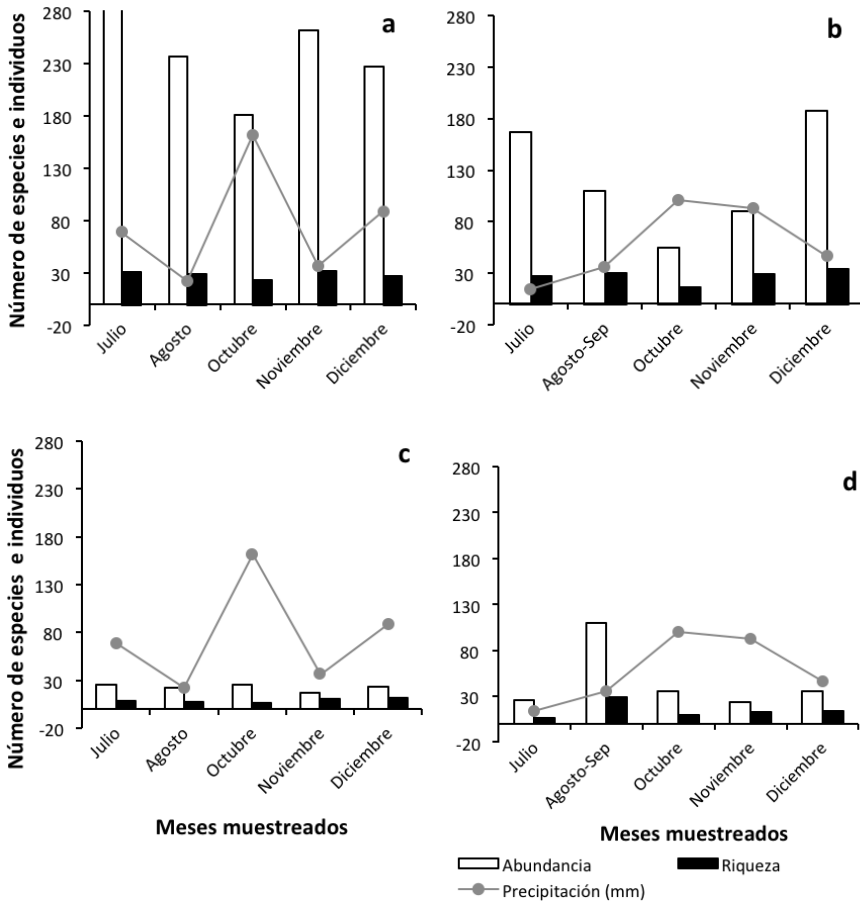 a
Número de especies e individuos
280
230
180
130
80
30
-20
Julio
Agosto
Octubre
Noviembre
Diciembre
b
280
230
180
130
80
30
-20
Julio
Agosto-Sep
Octubre
Noviembre
Diciembre
c
Número de especies e individuos
280
230
180
130
80
30
-20
Julio
Agosto
Octubre
Noviembre
Diciembre
Meses muestreados
d
280
230
180
130
80
30
-20
Julio
Agosto-Sep
Octubre
Noviembre
Diciembre
Meses muestreados
Abundancia
Riqueza
Precipitación (mm)